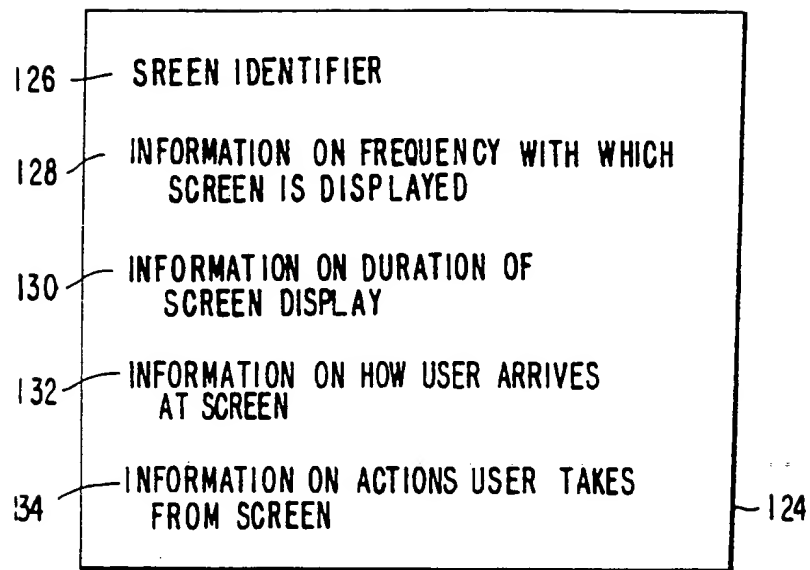 126 SREEN IDENTIFIER
128 INFORMATION ON FREQUENCY WITH WHICH
SCREEN IS DISPLAYED
130 INFORMATION ON DURATION OF
SCREEN DISPLAY
132 INFORMATION ON HOW USER ARRIVES
AT SCREEN
34 INFORMATION ON ACTIONS USER TAKES
FROM SCREEN
124